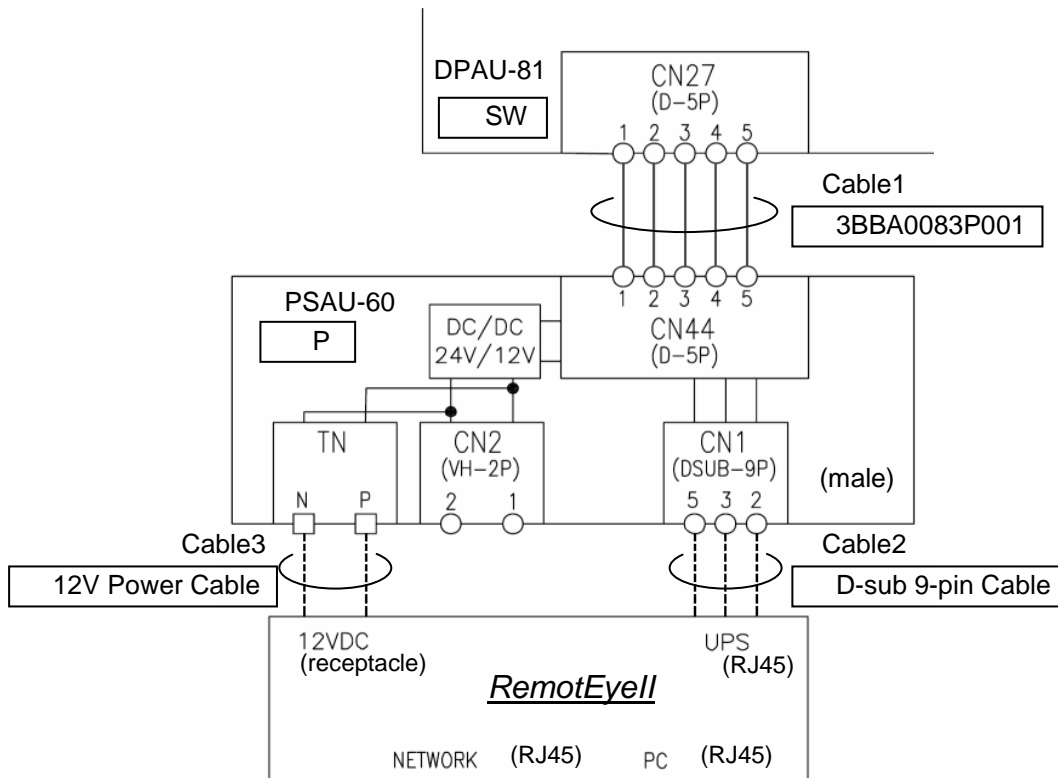 DPAU-81
SW
CN27
(D-5P)
1 2 3 4 5
Cable1
3BBA0083P001
1 2 3 4 5
PSAU-60
P
DC/DC
24V/12V
CN44
(D-5P)
TN
CN2
(VH-2P)
CN1
(DSUB-9P)
(male)
N P
2 1
5 3 2
Cable3
12V Power Cable
Cable2
D-sub 9-pin Cable
12VDC
(receptacle)
UPS
(RJ45)
RemotEyeII
NETWORK (RJ45) PC (RJ45)